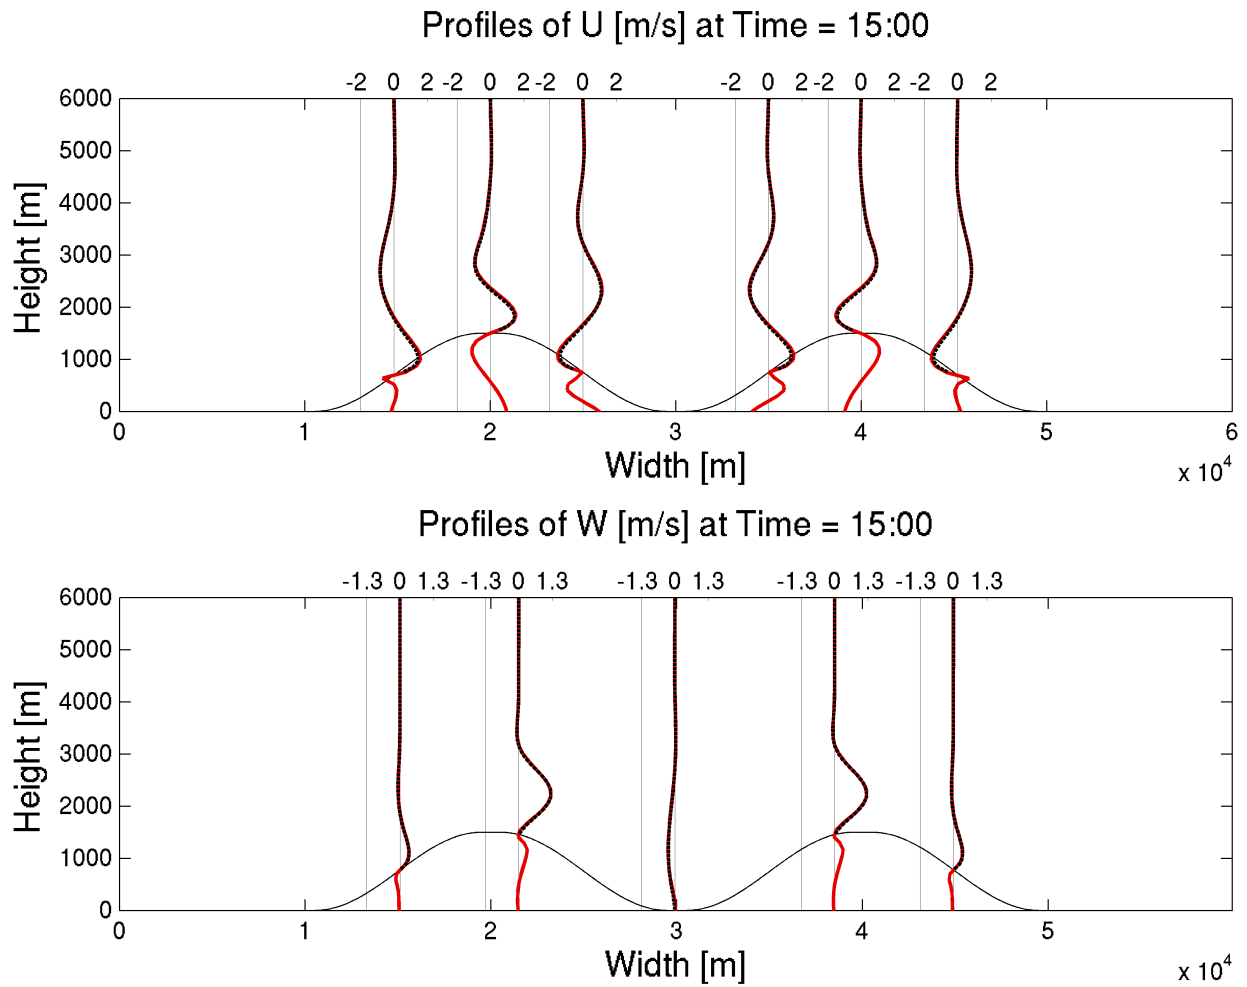 Profiles of U [m/s] at Time = 15:00
-2 0 2 -2 0 2 -2 0 2 -2 0 2 -2 0 2 -2 0 2
6000
5000
4000
3000
2000
1000
0
Height [m]
0 1 2 3 4 5 6
Width [m]
x 10^4
Profiles of W [m/s] at Time = 15:00
-1.3 0 1.3 -1.3 0 1.3 -1.3 0 1.3 -1.3 0 1.3 -1.3 0 1.3
6000
5000
4000
3000
2000
1000
0
Height [m]
0 1 2 3 4 5
Width [m]
x 10^4